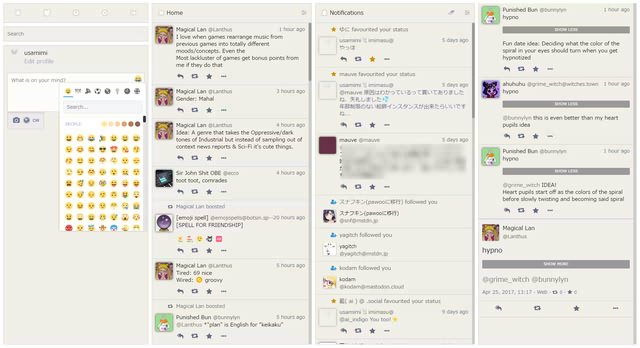 Search
usamimi
Edit profile
What is on your mind?
CW
Search...
PEOPLE
Home
Magical Lan @Lanthus 1 hour ago
I love when games rearrange music from
previous games into totally different
moods/concepts. Even the
Most lackluster of games get bonus points from
me if they do that
Magical Lan @Lanthus 3 hours ago
Gender: Mahal
Magical Lan @Lanthus 4 hours ago
Idea: A genre that takes the Oppressive/dark
tones of Industrial but instead of sampling out of
context news reports & Sci-Fi it's cute things.
Sir John Shit OBE @ecco 4 hours ago
toot toot, comrades
Magical Lan boosted
[emoji spell] @emojispells@botsin.sp 20 hours ago
[SPELL FOR FRIENDSHIP]
Magical Lan @Lanthus 4 hours ago
Tired: 69 nice
Wired: ♋ groovy
Magical Lan boosted
Punished Bun @bunnylyn 5 hours ago
@Lanthus *"plan" is English for "keikaku"
Notifications
ゆに favourited your status
usamimi 5 days ago
やっほ
mauve favourited your status
usamimi 5 days ago
@mauve 原因はわかっているって貰いてありました
ね、失礼しました💦
年部制限のない絵師インスタンスが出来たらいいです
ね…
mauve @mauve 5 days ago
スナフキン(pawooに移行) followed you
スナフキン(pawooに移行)
@snf@mstdn.jp
yagitch followed you
yagitch
@yagitch@mstdn.jp
kodam followed you
kodam
@kodam@mastodon.cloud
藍( ai ) @ .social favourited your status
usamimi 9 days ago
@ai_indigo You too! ⭐
Punished Bun @bunnylyn 1 hour ago
hypno
SHOW LESS
Fun date idea: Deciding what the color of the
spiral in your eyes should turn when you get
hypnotized
ahuhuhu @grime_witch@witches.town 1 hour ago
hypno
SHOW LESS
@bunnylyn this is even better than my heart
pupils idea
Punished Bun @bunnylyn 1 hour ago
hypno
SHOW LESS
@grime_witch IDEA!
Heart pupils start off as the colors of the spiral
before slowly twisting and becoming said spiral
Magical Lan
@Lanthus
hypno
SHOW MORE
@grime_witch @bunnylyn
Apr 25, 2017, 13:17 · Web · 0 · 0